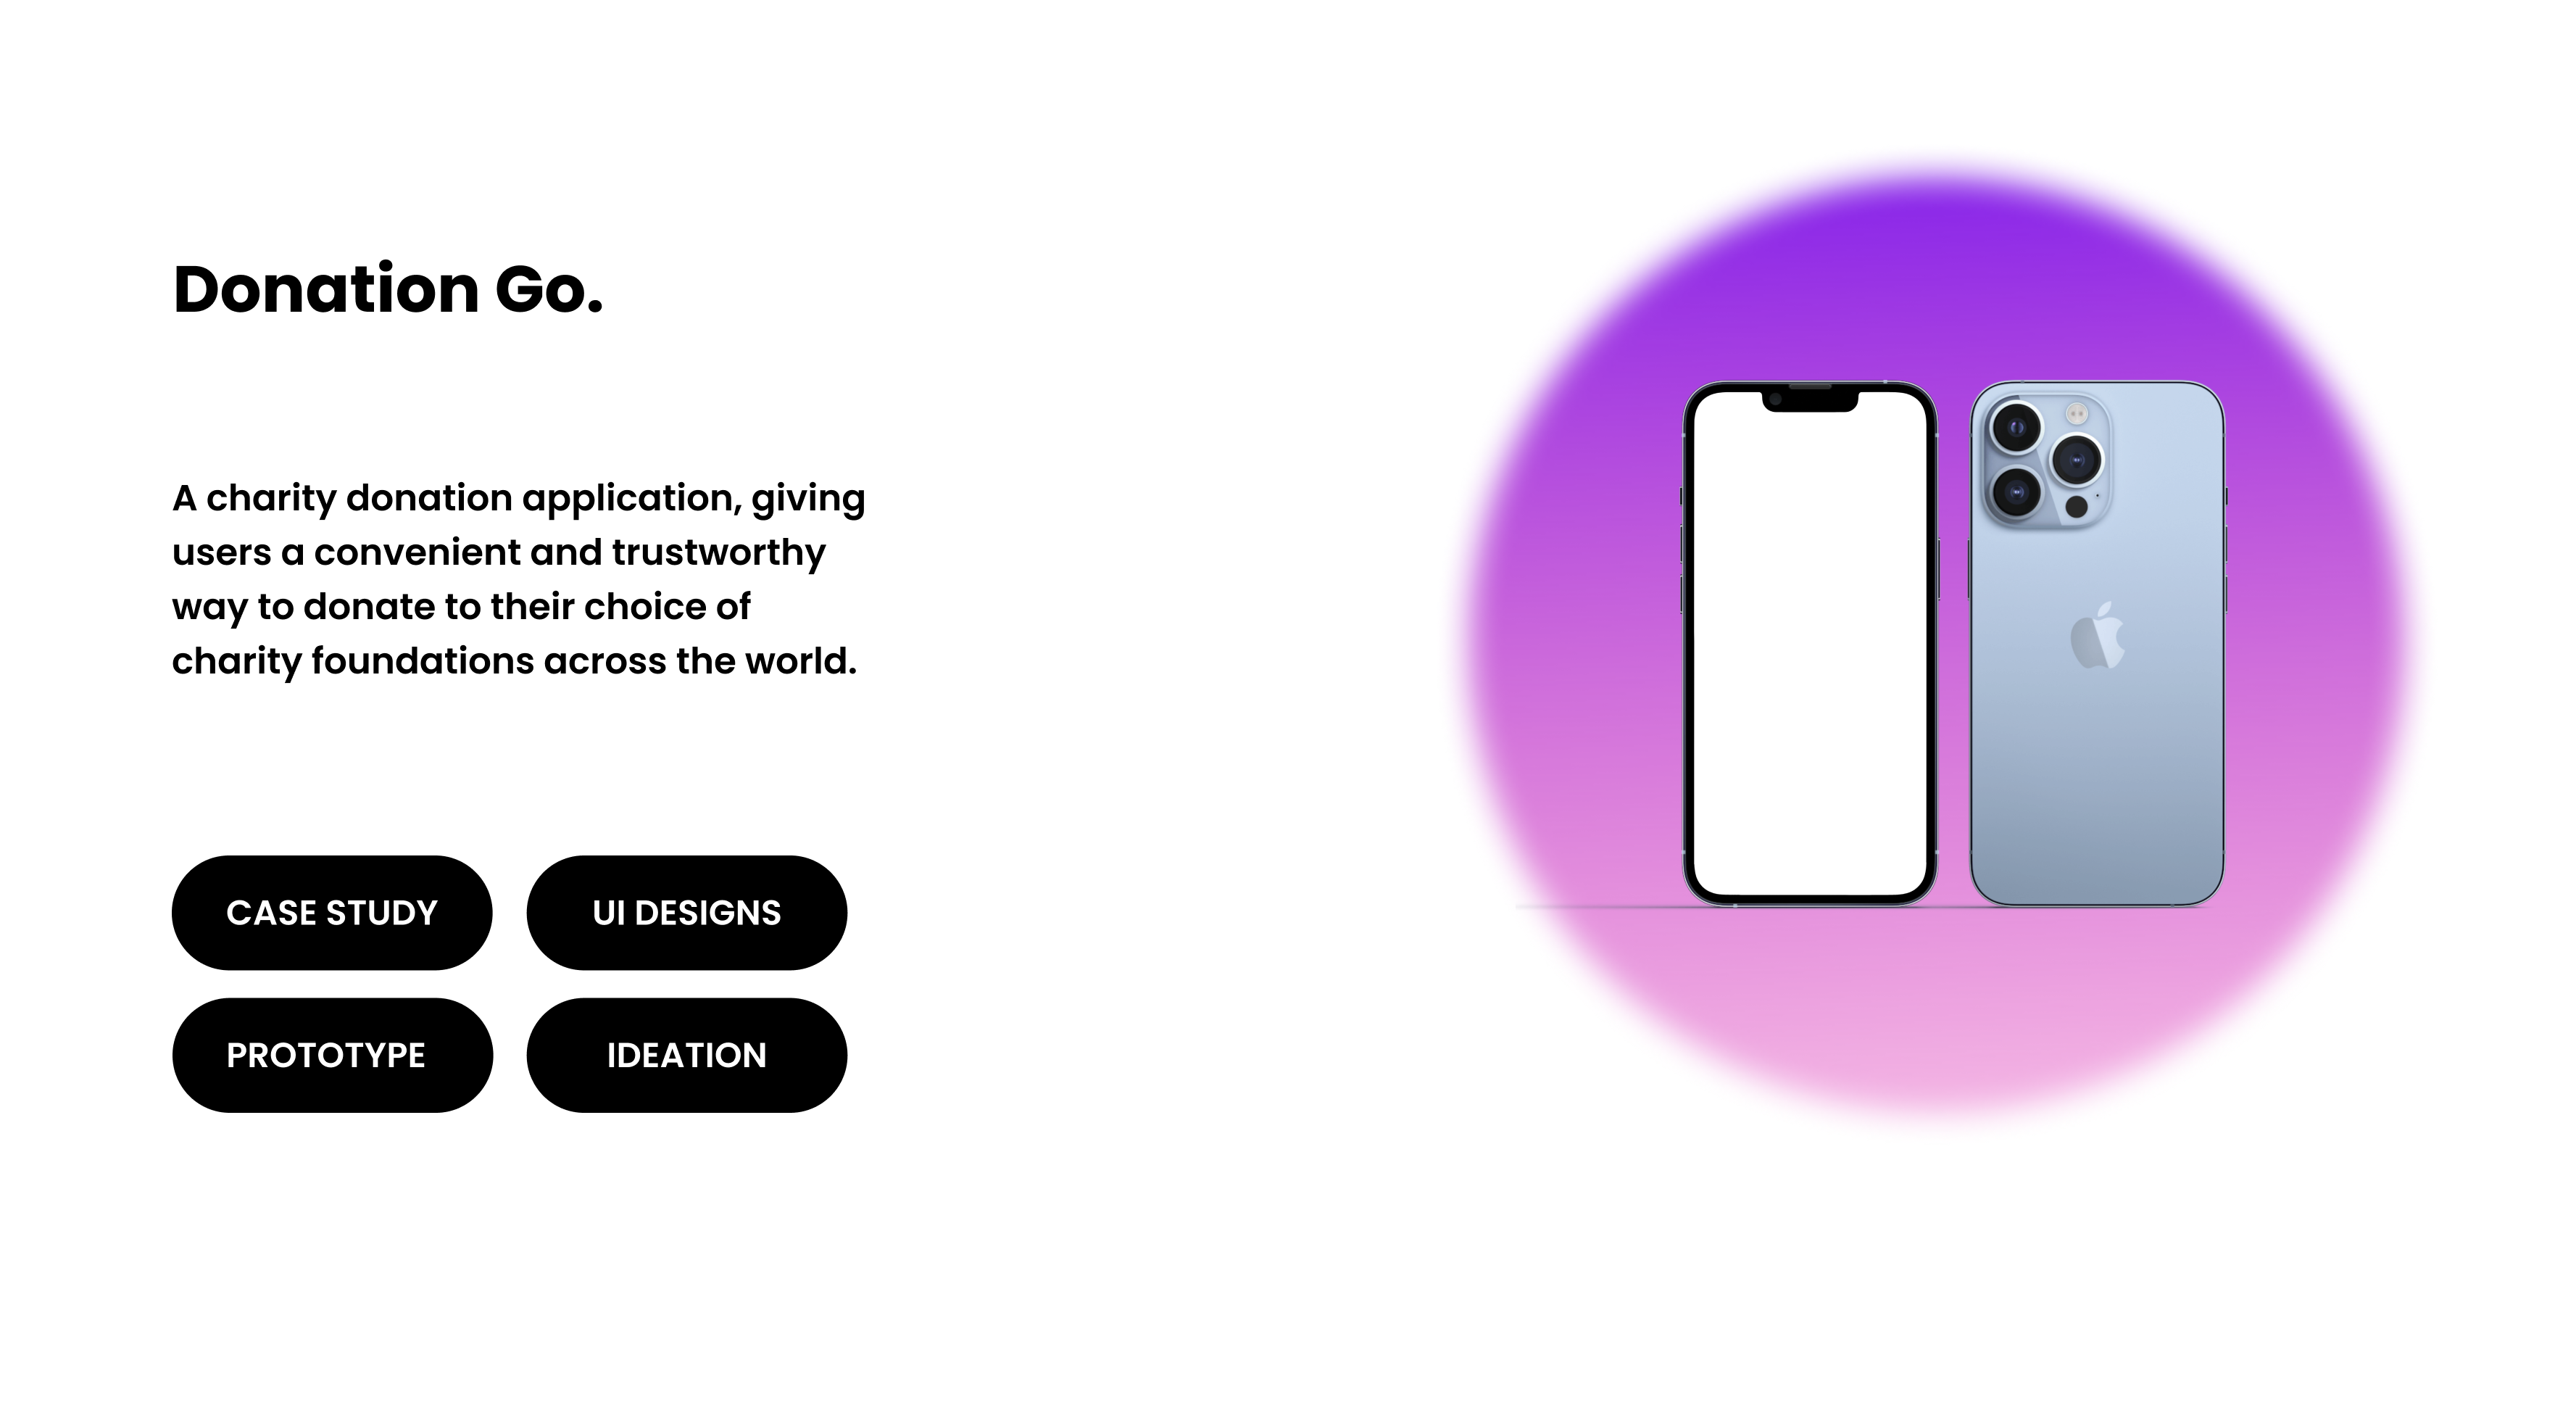 Donation Go.
A charity donation application, giving
users a convenient and trustworthy
way to donate to their choice of
charity foundations across the world.
CASE STUDY
UI DESIGNS
PROTOTYPE
IDEATION